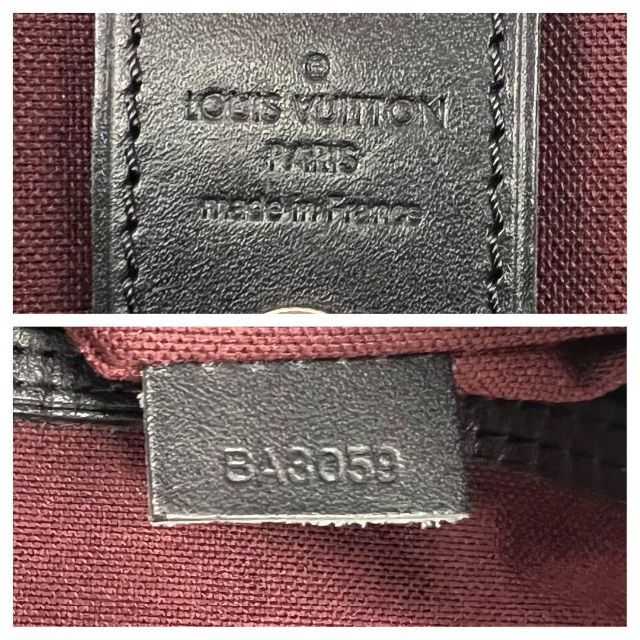 ®
LOUIS VUITTON
PARIS
made in France
BA3059